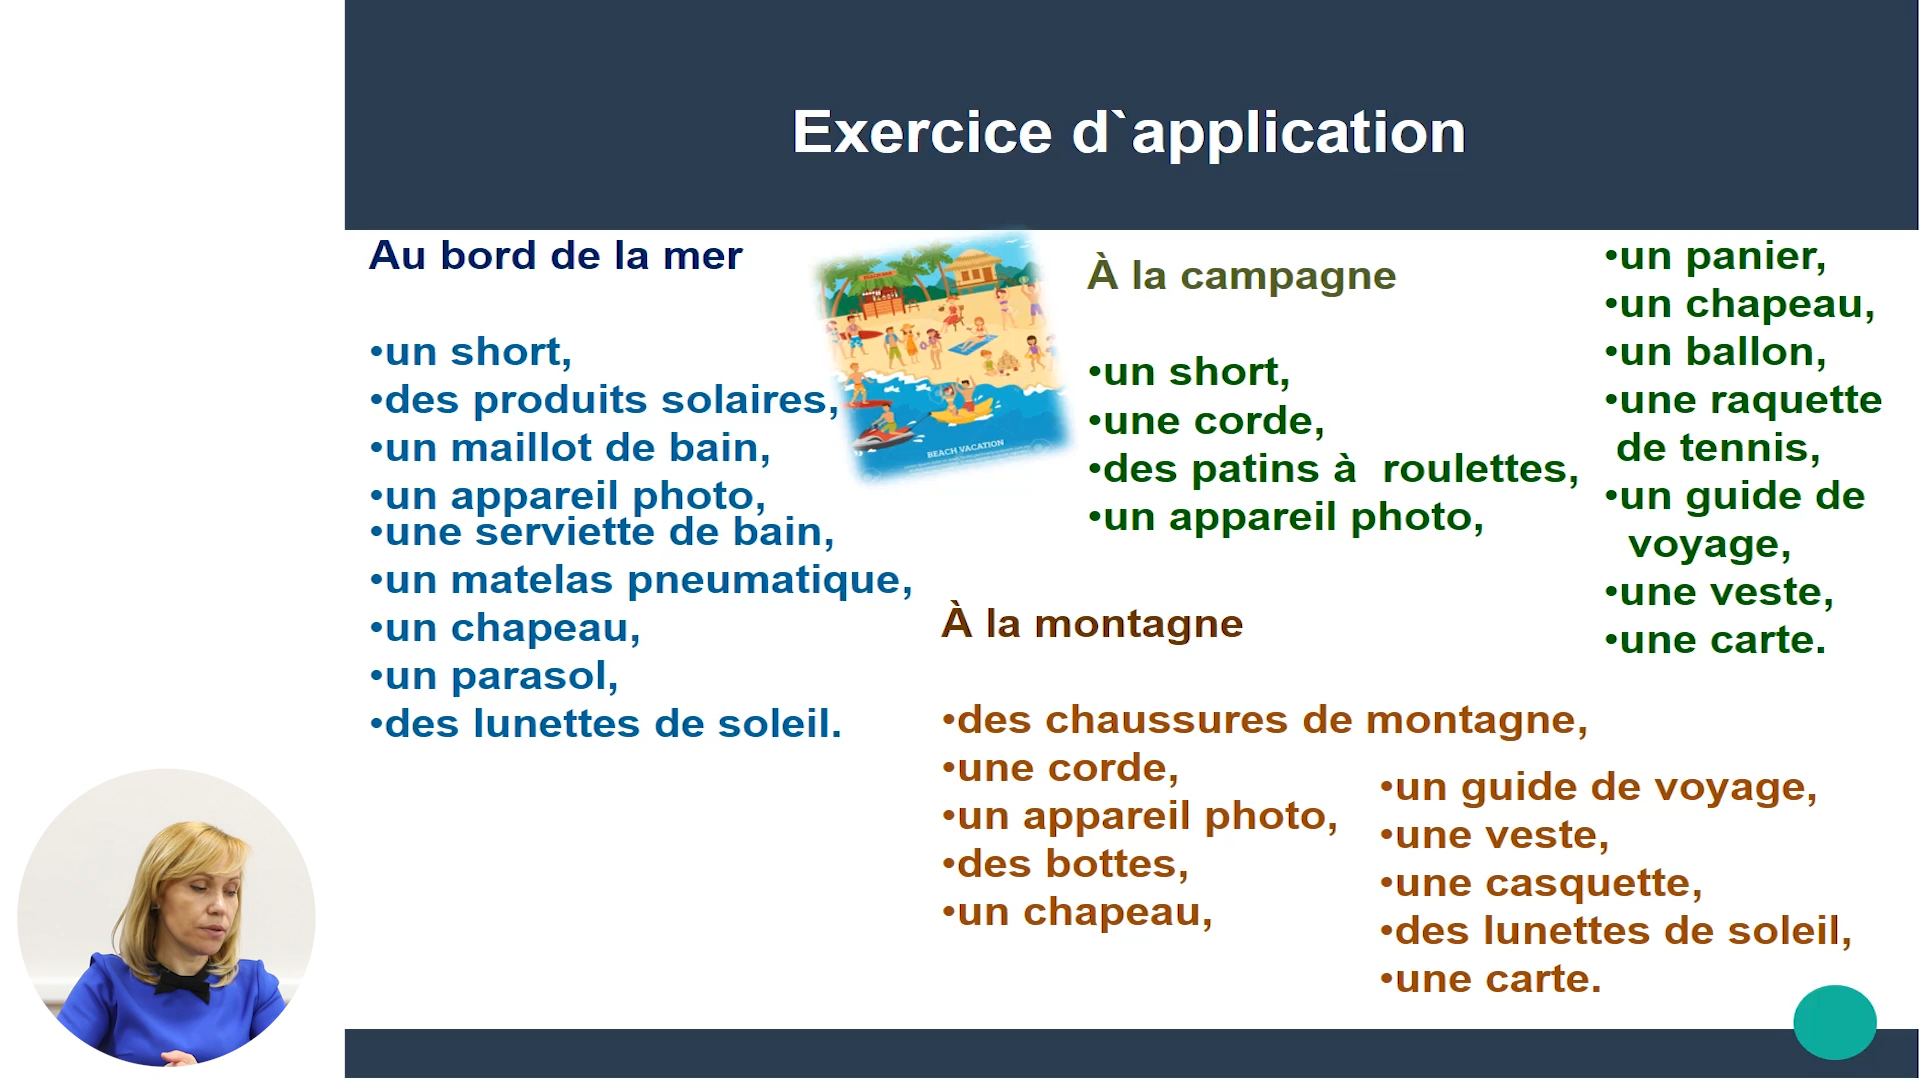 Exercice d`application
Au bord de la mer
•un short,
•des produits solaires,
•un maillot de bain,
•un appareil photo,
•une serviette de bain,
•un matelas pneumatique,
•un chapeau,
•un parasol,
•des lunettes de soleil.
BEACH VACATION
À la campagne
•un short,
•une corde,
•des patins à  roulettes,
•un appareil photo,
•un panier,
•un chapeau,
•un ballon,
•une raquette
de tennis,
•un guide de
voyage,
•une veste,
•une carte.
À la montagne
•des chaussures de montagne,
•une corde,
•un appareil photo,
•des bottes,
•un chapeau,
•un guide de voyage,
•une veste,
•une casquette,
•des lunettes de soleil,
•une carte.